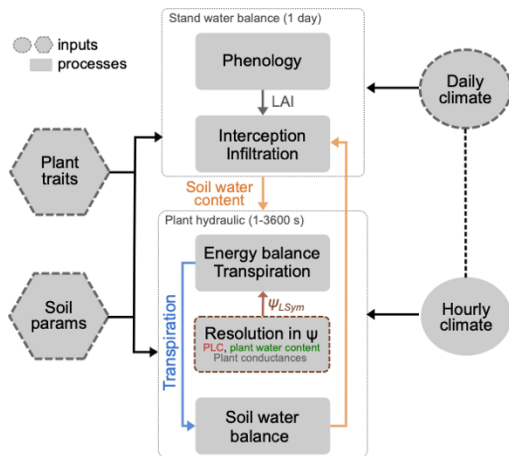 Stand water balance (1 day)
inputs
processes
Phenology
LAI
Interception
Infiltration
Daily
climate
Plant
traits
Soil water
content
Plant hydraulic (1-3600 s)
Energy balance
Transpiration
ψLSym
Soil
params
Transpiration
Resolution in ψ
PLC, plant water content
Plant conductances
Hourly
climate
Soil water
balance